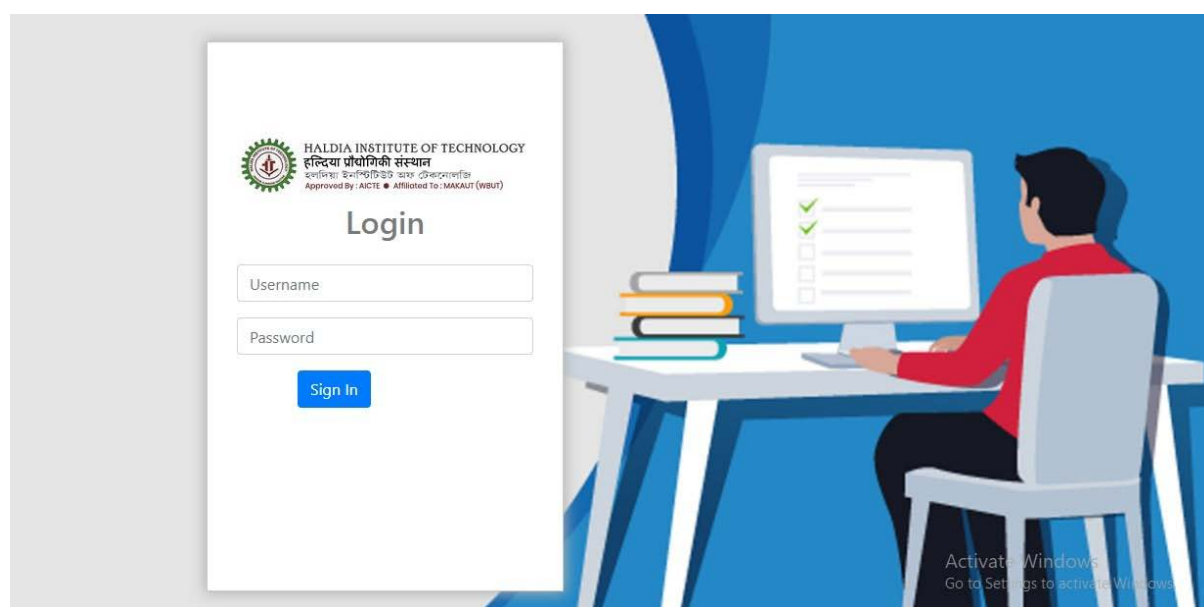 HALDIA INSTITUTE OF TECHNOLOGY
हल्दिया प्रौद्योगिकी संस्थान
হলদিয়া ইনস্টিটিউট অফ টেকনোলজি
Approved By : AICTE ● Affiliated To : MAKAUT (WBUT)
Login
Username
Password
Sign In
Activate Windows
Go to Settings to activate Windows.